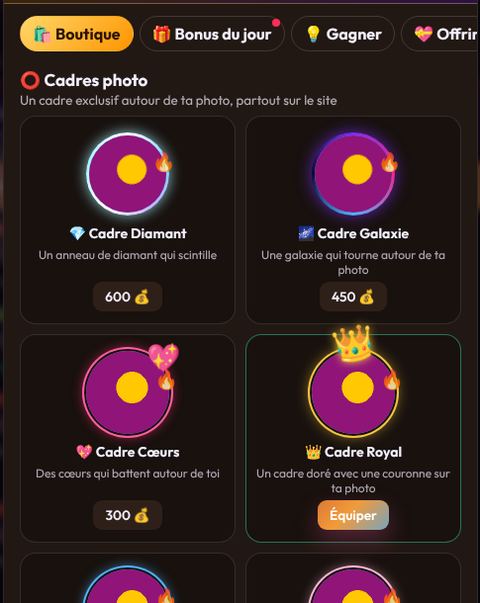 Boutique
Bonus du jour
Gagner
Offrir
Cadres photo
Un cadre exclusif autour de ta photo, partout sur le site
Cadre Diamant
Un anneau de diamant qui scintille
600
Cadre Galaxie
Une galaxie qui tourne autour de ta
photo
450
Cadre Cœurs
Des cœurs qui battent autour de toi
300
Cadre Royal
Un cadre doré avec une couronne sur
ta photo
Équiper